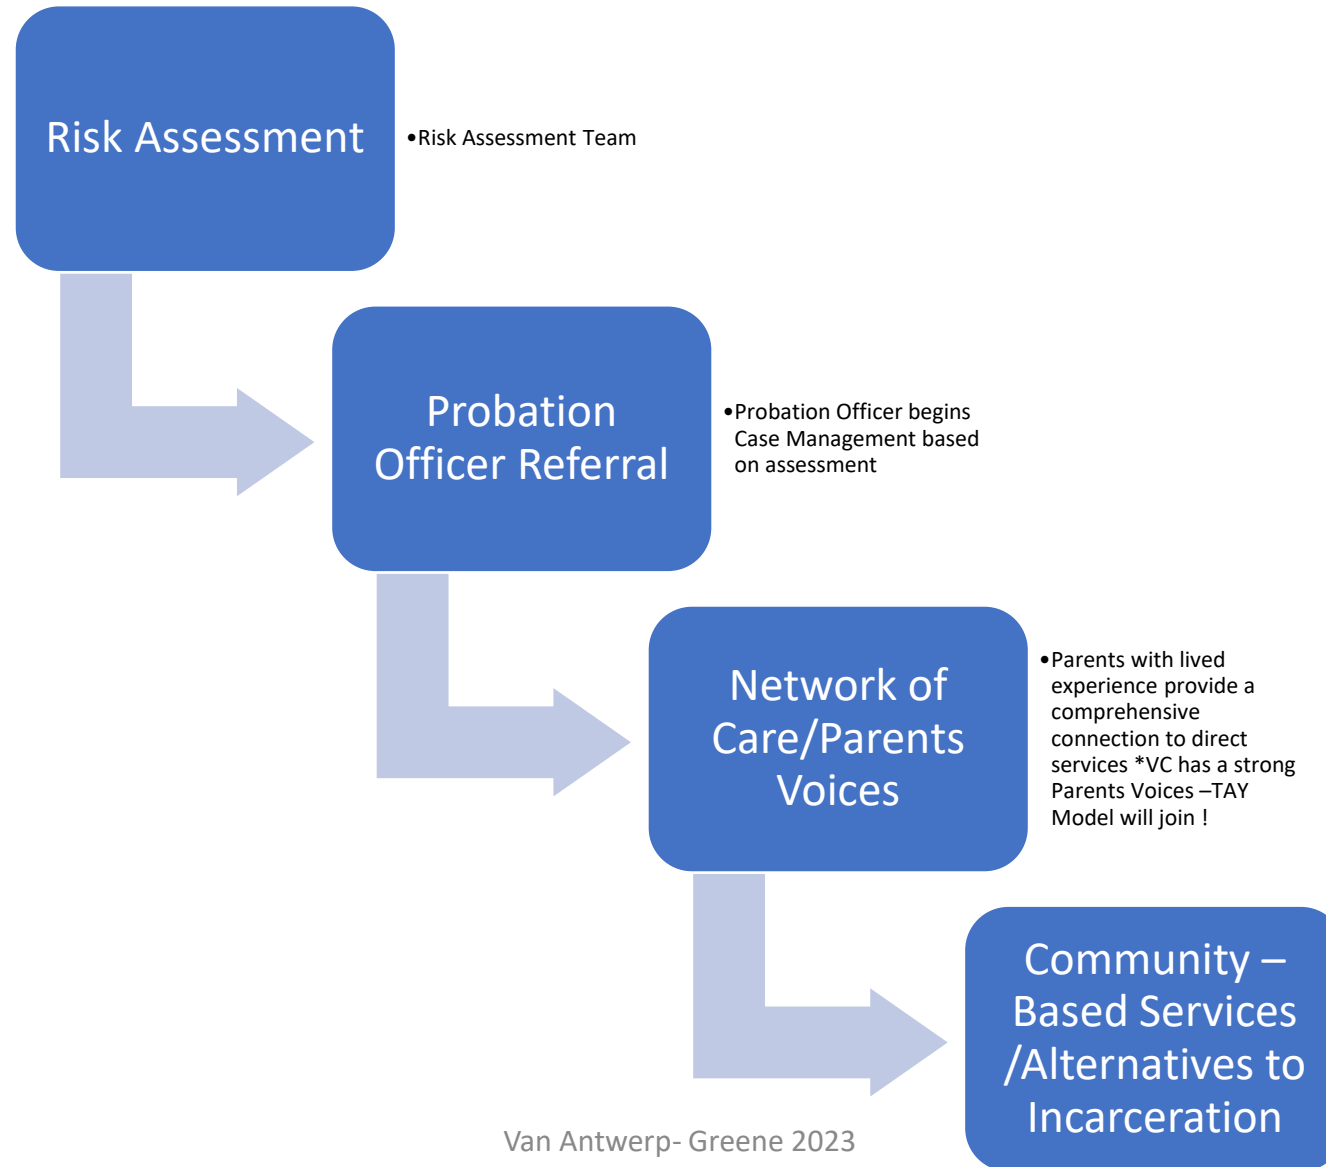 Risk Assessment
•Risk Assessment Team
Probation
Officer Referral
•Probation Officer begins
Case Management based
on assessment
Network of
Care/Parents
Voices
•Parents with lived
experience provide a
comprehensive
connection to direct
services *VC has a strong
Parents Voices –TAY
Model will join !
Community –
Based Services
/Alternatives to
Incarceration
Van Antwerp- Greene 2023